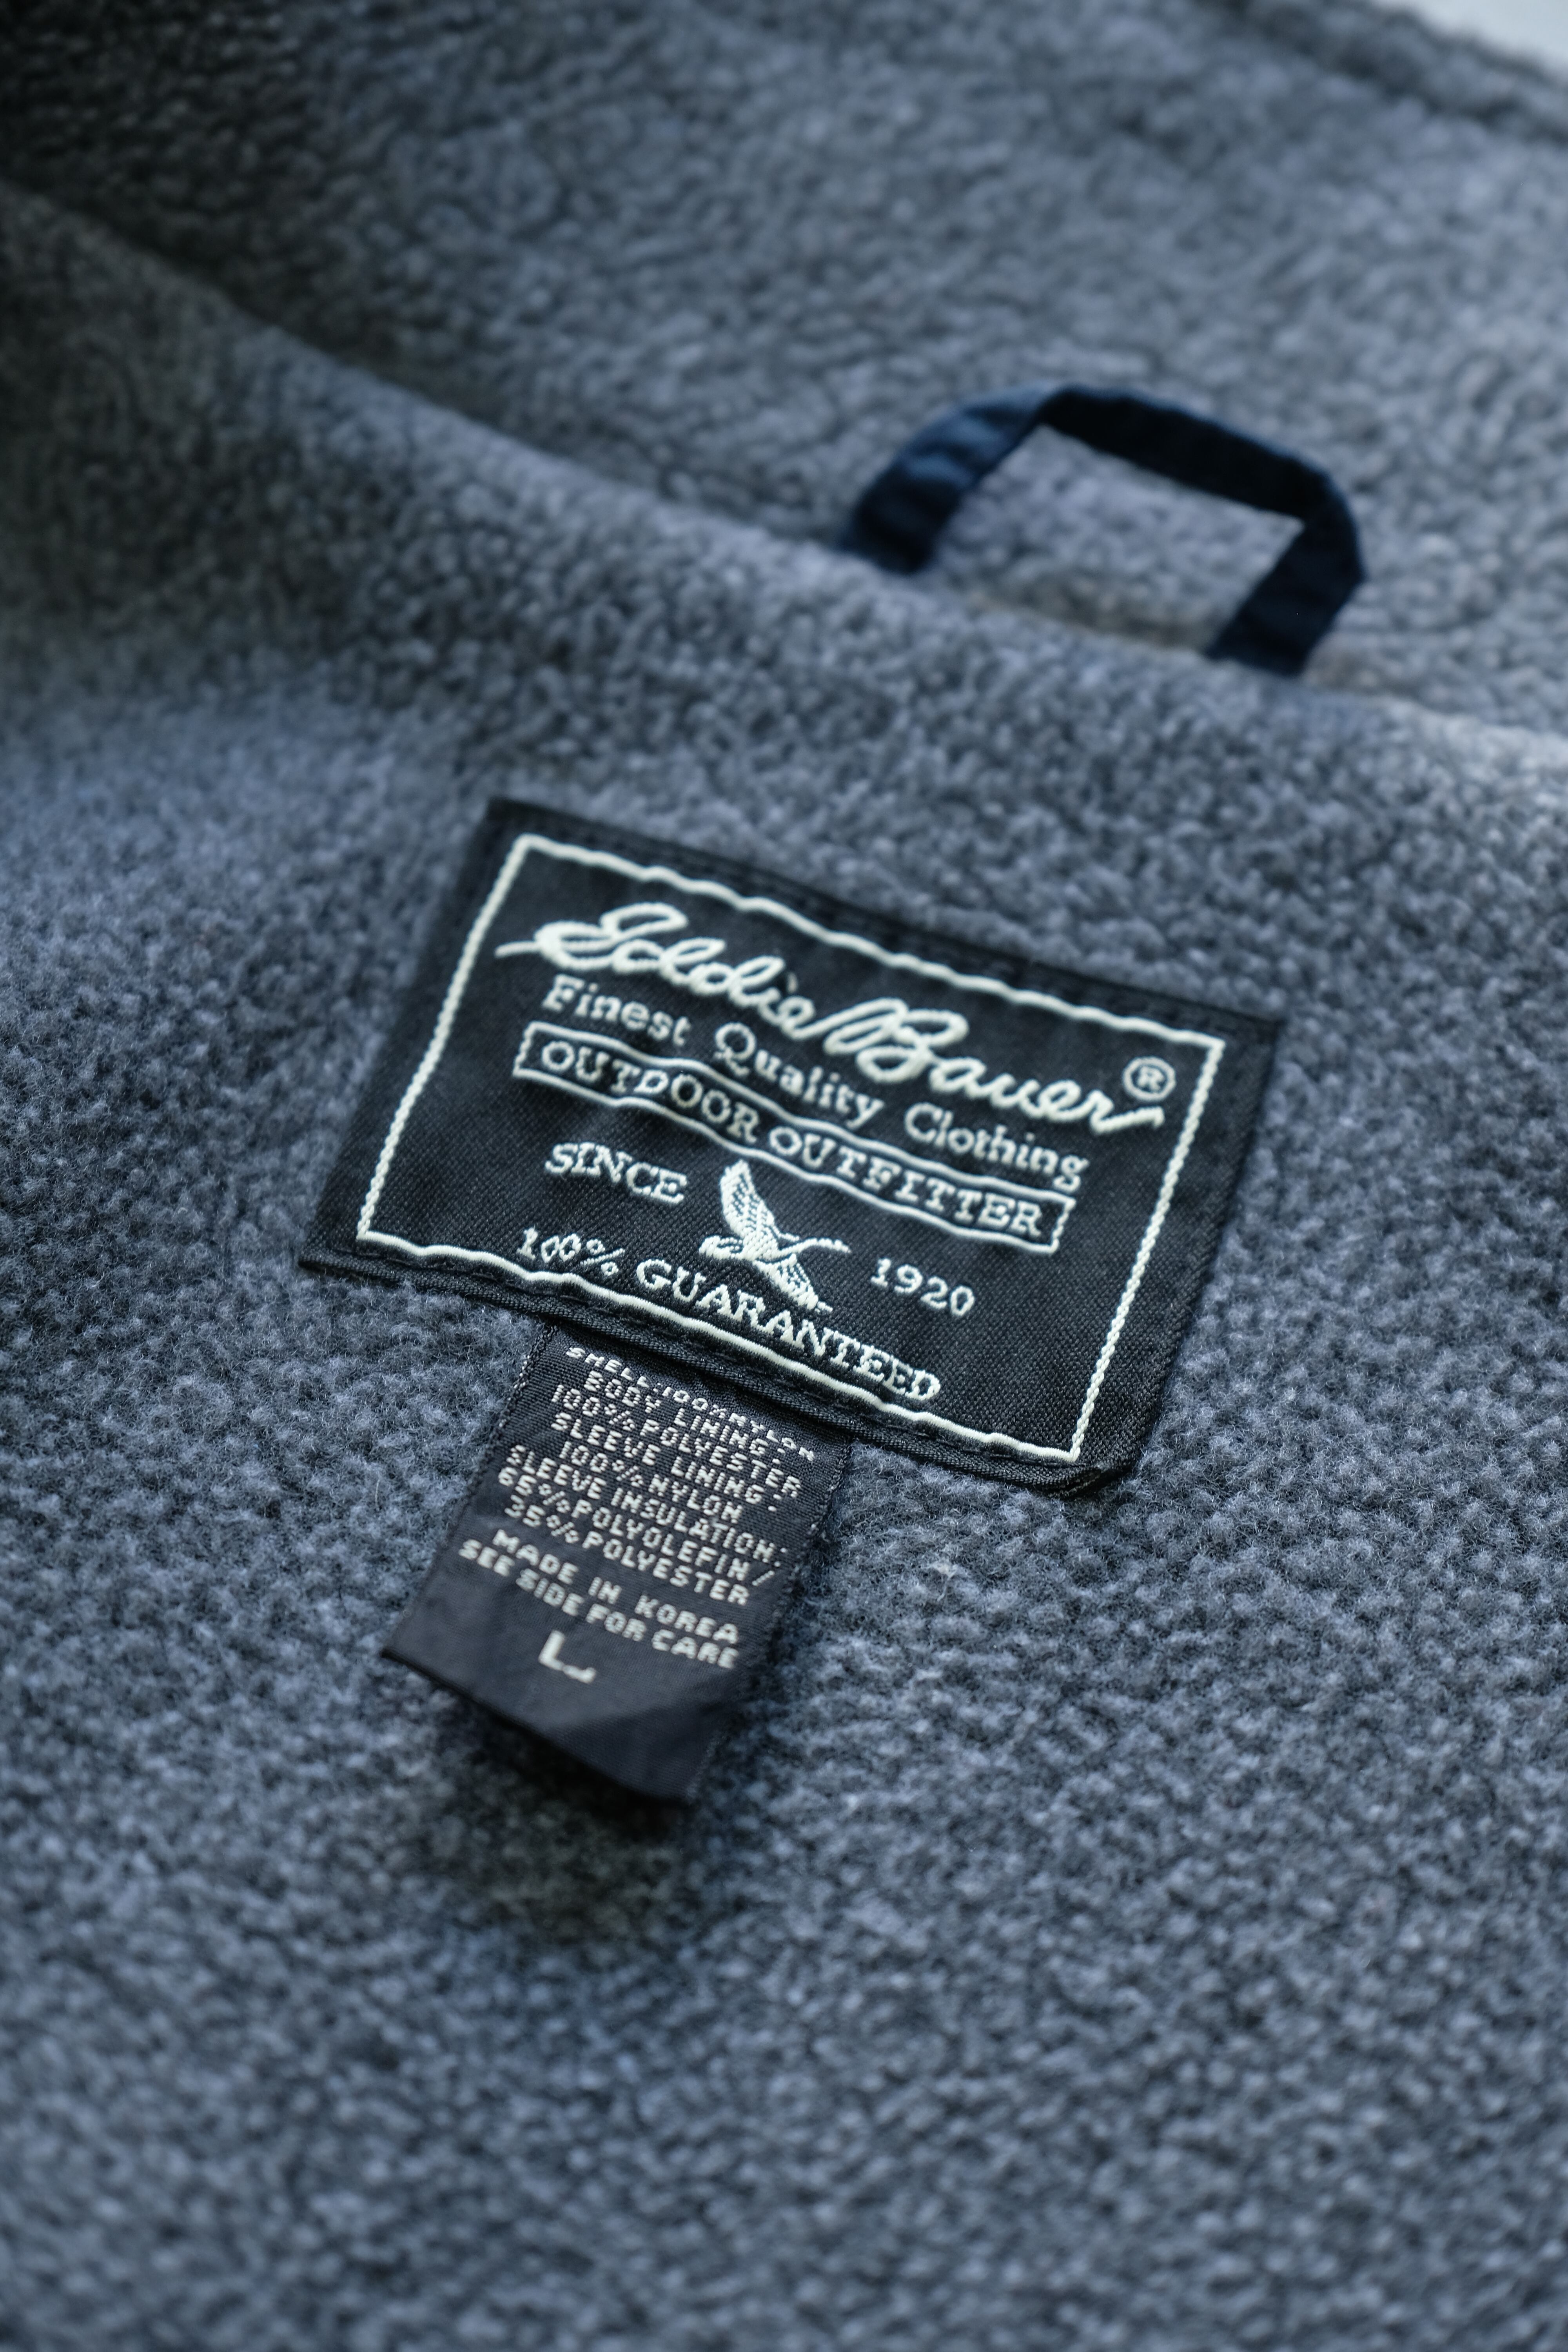 Eddie Bauer ®
Finest Quality Clothing
OUTDOOR OUTFITTER
SINCE 1920
100% GUARANTEED
SHELL:100%NYLON
BODY LINING:
100%POLYESTER
SLEEVE LINING:
100%NYLON
SLEEVE INSULATION:
65%POLYOLEFIN/
35%POLYESTER
MADE IN KOREA
SEE SIDE FOR CARE
L